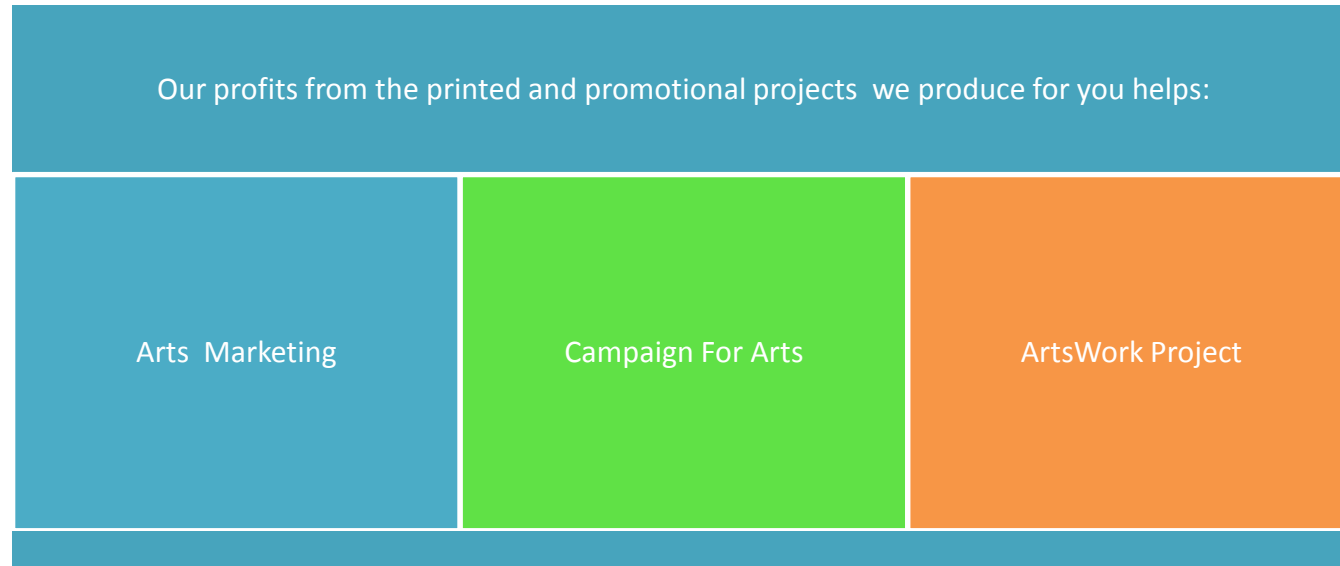 Our profits from the printed and promotional projects  we produce for you helps:
Arts  Marketing
Campaign For Arts
ArtsWork Project